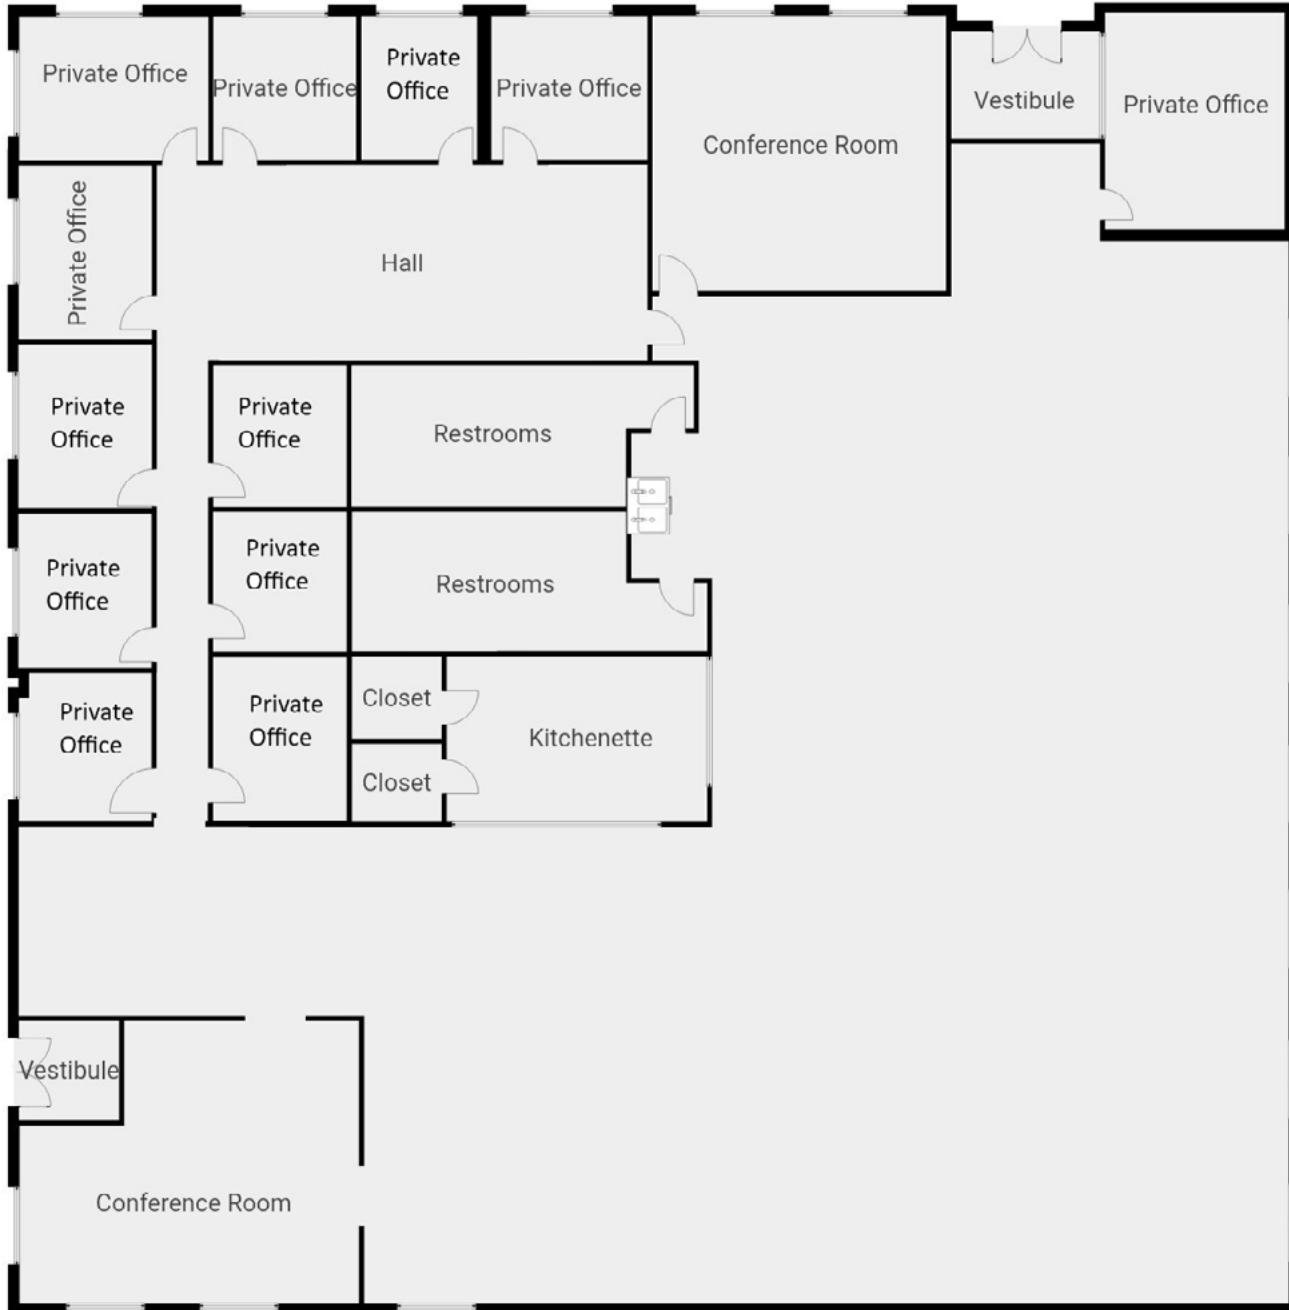 Private Office
Private Office
Private
Office
Private Office
Conference Room
Vestibule
Private Office
Private Office
Hall
Private
Office
Private
Office
Restrooms
Private
Office
Private
Office
Restrooms
Private
Office
Private
Office
Closet
Kitchenette
Closet
Vestibule
Conference Room